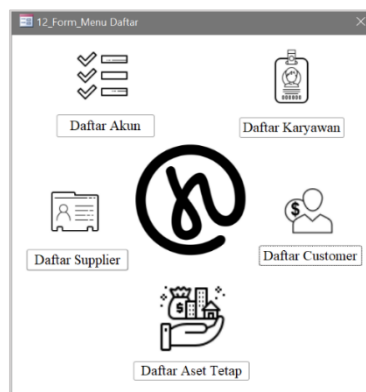 12_Form_Menu Daftar
Daftar Akun
Daftar Karyawan
Daftar Supplier
Daftar Customer
Daftar Aset Tetap